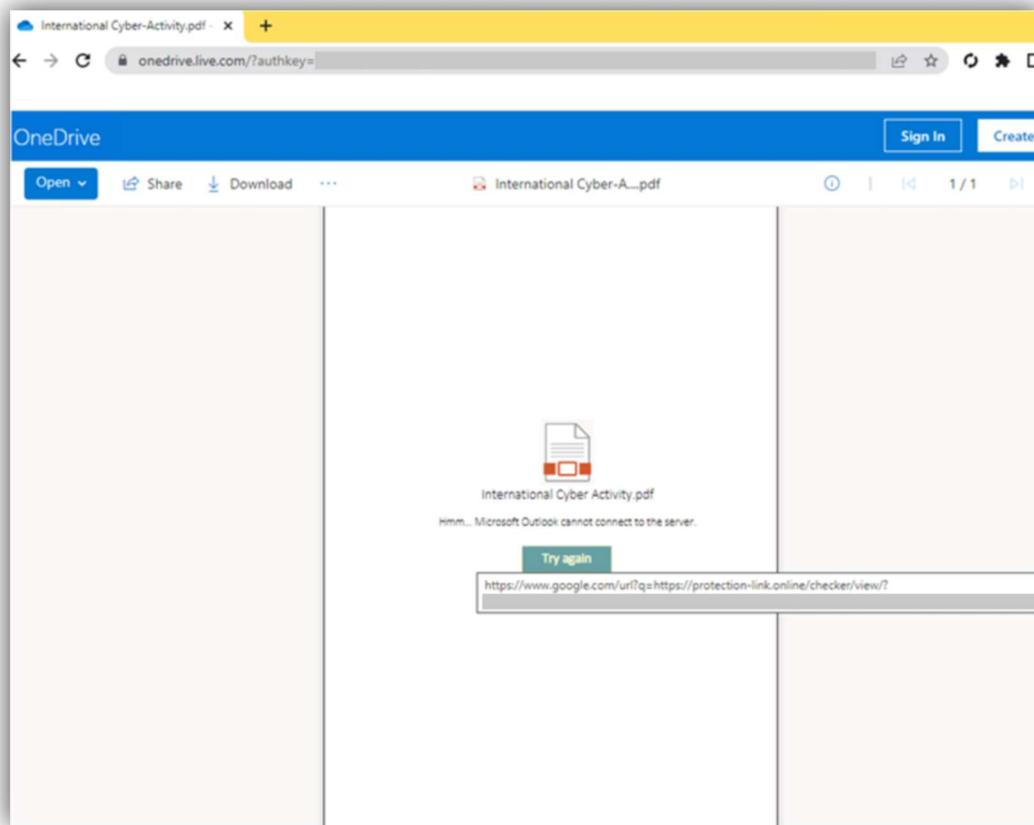 International Cyber-Activity.pdf -
onedrive.live.com/?authkey=
OneDrive
Sign In
Create
Open
Share
Download
International Cyber-A....pdf
1 / 1
International Cyber Activity.pdf
Hmm... Microsoft Outlook cannot connect to the server.
Try again
https://www.google.com/url?q=https://protection-link.online/checker/view/?